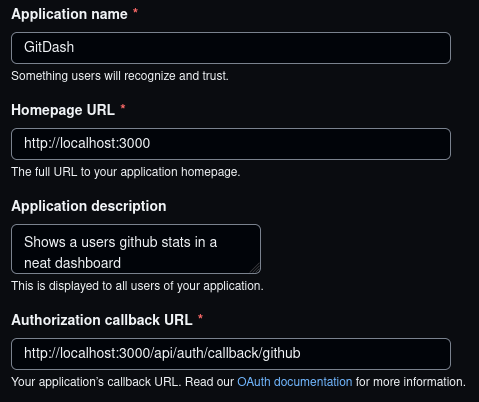 Application name *
GitDash
Something users will recognize and trust.
Homepage URL *
http://localhost:3000
The full URL to your application homepage.
Application description
Shows a users github stats in a
neat dashboard
This is displayed to all users of your application.
Authorization callback URL *
http://localhost:3000/api/auth/callback/github
Your application's callback URL. Read our OAuth documentation for more information.